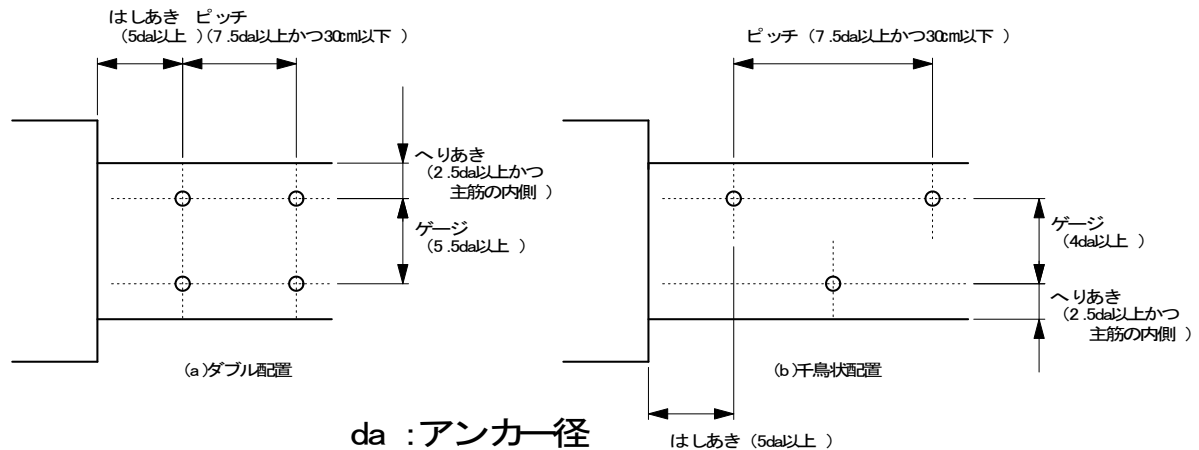 はしあき ピッチ
(5da以上 )(7.5da以上かつ30cm以下 )
へりあき
(2.5da以上かつ
主筋の内側 )
ゲージ
(5.5da以上 )
(a)ダブル配置
ピッチ (7.5da以上かつ30cm以下 )
ゲージ
(4da以上 )
へりあき
(2.5da以上かつ
主筋の内側 )
(b)千鳥状配置
はしあき (5da以上 )
da :アンカー径